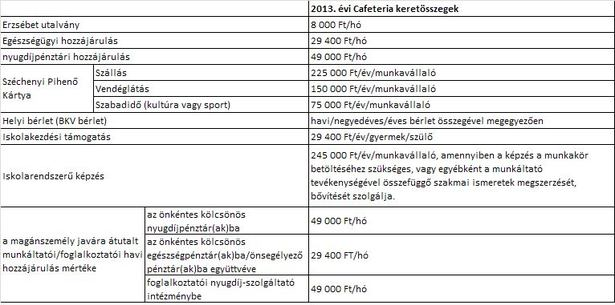 2013. évi Cafeteria keretösszegek
Erzsébet utalvány 8 000 Ft/hó
Egészségügyi hozzájárulás 29 400 Ft/hó
nyugdíjpénztári hozzájárulás 49 000 Ft/hó
Széchenyi Pihenő Kártya
Szállás 225 000 Ft/év/munkavállaló
Vendéglátás 150 000 Ft/év/munkavállaló
Szabadidő (kultúra vagy sport) 75 000 Ft/év/munkavállaló
Helyi bérlet (BKV bérlet) havi/negyedéves/éves bérlet összegével megegyezően
Iskolakezdési támogatás 29 400 Ft/év/gyermek/szülő
Iskolarendszerű képzés
245 000 Ft/év/munkavállaló, amennyiben a képzés a munkakör
betöltéséhez szükséges, vagy egyébként a munkáltató
tevékenységével összefüggő szakmai ismeretek megszerzését,
bővítését szolgálja.
a magánszemély javára átutalt
munkáltatói/foglalkoztatói havi
hozzájárulás mértéke
az önkéntes kölcsönös
nyugdíjpénztár(ak)ba
49 000 Ft/hó
az önkéntes kölcsönös
egészségpénztár(ak)ba/önsegélyező
pénztár(ak)ba együttvéve
29 400 FT/hó
foglalkoztatói nyugdíj-szolgáltató
intézménybe
49 000 Ft/hó